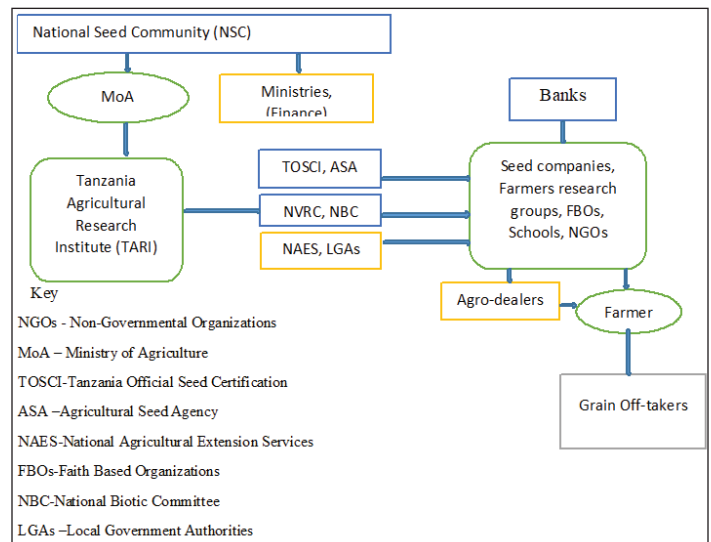 National Seed Community (NSC)
MoA
Ministries,
(Finance)
Banks
Tanzania
Agricultural
Research
Institute (TARI)
TOSCI, ASA
NVRC, NBC
NAES, LGAs
Seed companies,
Farmers research
groups, FBOs,
Schools, NGOs
Agro-dealers
Farmer
Grain Off-takers
Key
NGOs - Non-Governmental Organizations
MoA – Ministry of Agriculture
TOSCI-Tanzania Official Seed Certification
ASA –Agricultural Seed Agency
NAES-National Agricultural Extension Services
FBOs-Faith Based Organizations
NBC-National Biotic Committee
LGAs –Local Government Authorities